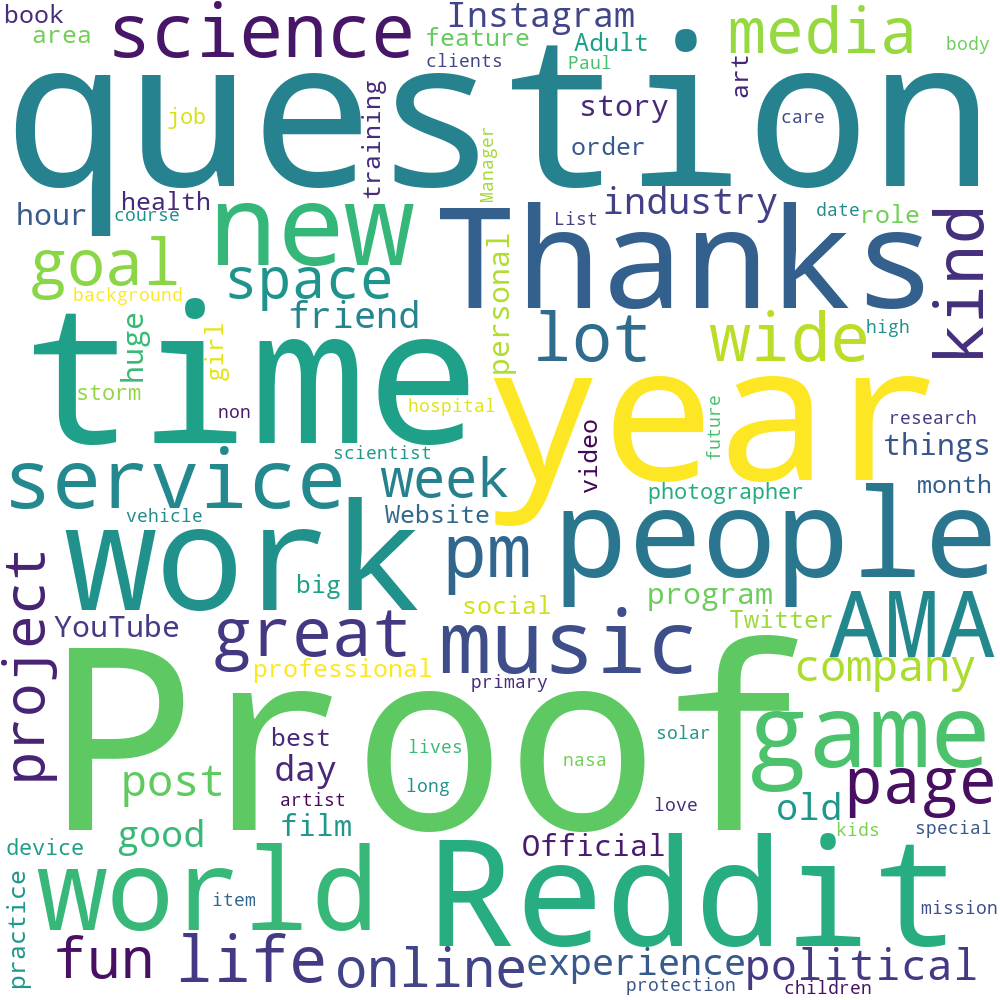 book
area
science
Instagram
feature
clients
Adult
Paul
media
body
question
job
training
Manager
story
art
care
order
health
hour
course
new
industry
List
date
role
kind
Thanks
goal
space
background
friend
personal
lot
wide
high
huge
girl
time
storm
non
hospital
year
video
future
research
things
scientist
service
week
Website
photographer
month
vehicle
work
pm
people
big
social
program
Twitter
AMA
project
YouTube
great
music
professional
primary
company
Proof
best
lives
nasa
solar
game
day
post
long
artist
love
old
page
good
film
Official
kids
special
device
world
item
Reddit
mission
practice
fun
life
online
experience
protection
political
children